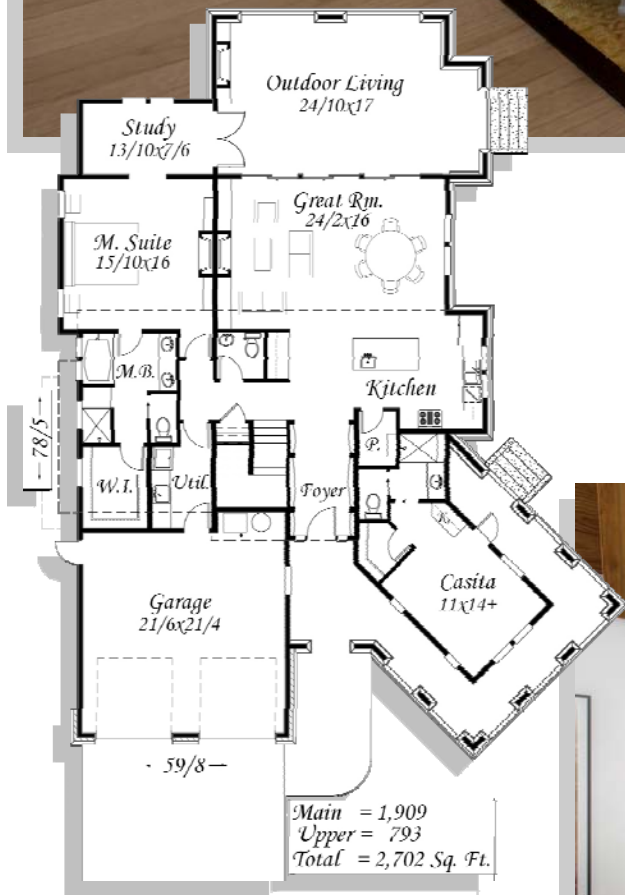 Outdoor Living
24/10x17
Study
13/10x7/6
Great Rm.
24/2x16
M. Suite
15/10x16
M.B.
Kitchen
78/5
P.
W.I.
Util.
Foyer
K.
Casita
11x14+
Garage
21/6x21/4
59/8
Main = 1,909
Upper = 793
Total = 2,702 Sq. Ft.